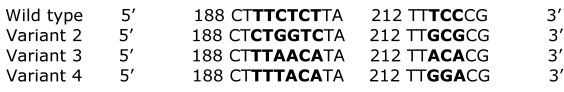 Wild type 5′ 188 CTTTCTCTTA 212 TTTCCCG 3′
Variant 2 5′ 188 CTCTGGTCTTA 212 TTGCGCG 3′
Variant 3 5′ 188 CTTTAACATA 212 TTACACG 3′
Variant 4 5′ 188 CTTTTACATA 212 TTGGACG 3′